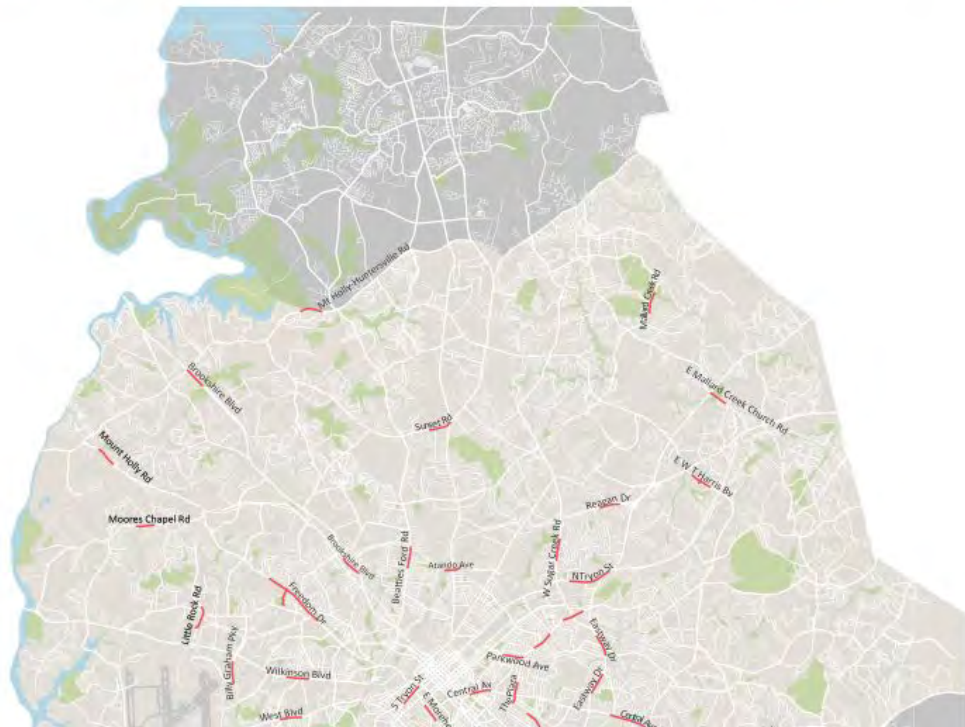 Mt Holly-Huntersville Rd
Mallard Creek Rd
Brookshire Blvd
E Mallard Creek Church Rd
Sunset Rd
Mount Holly Rd
E W T Harris Bv
Reagan Dr
Moores Chapel Rd
W Sugar Creek Rd
Brookshire Blvd
Beatties Ford Rd
Atando Ave
N Tryon St
Freedom Dr
Little Rock Rd
Eastway Dr
Billy Graham Pky
Parkwood Ave
Wilkinson Blvd
S Tryon St
Central Av
The Plaza
Eastway Dr
West Blvd
E Morehe
Central Ave